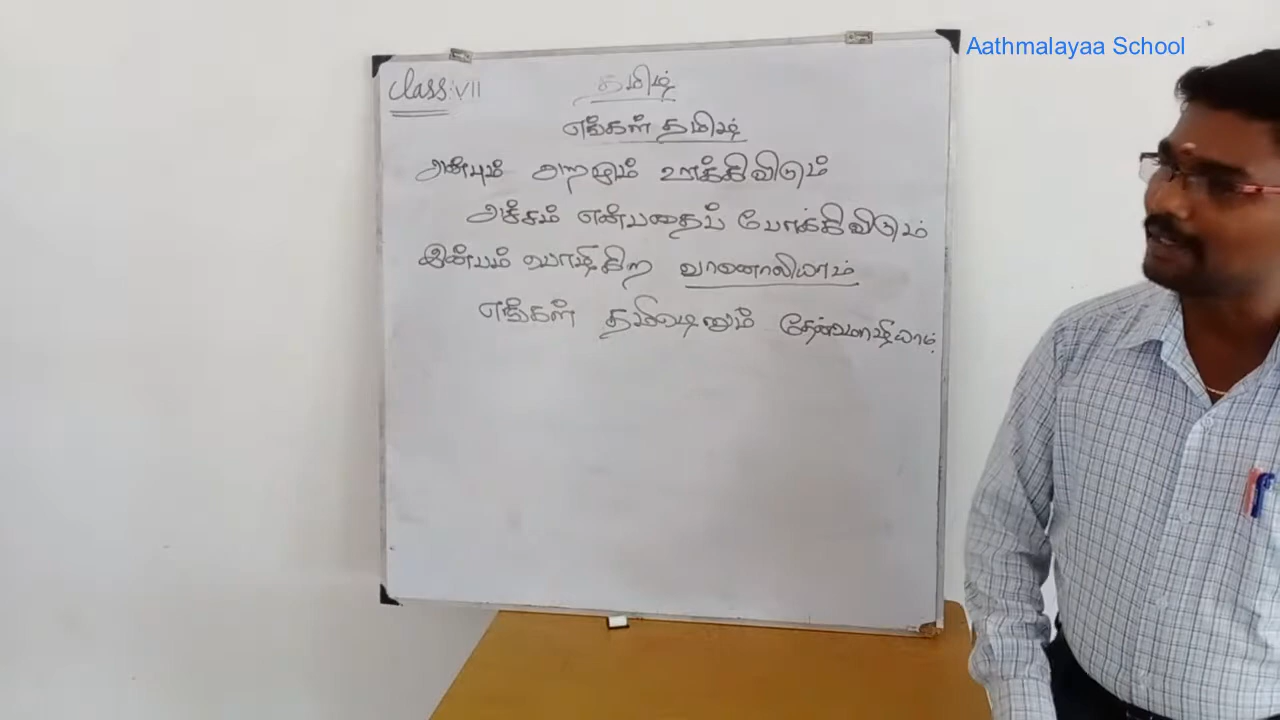 Aathmalayaa School
Class: VII
தமிழ்
எங்கள் தமிழ்
அன்பும் அறமும் ஊக்கிவிடும்
அச்சம் என்பதைப் போக்கிவிடும்
இன்பம் பொழிகிற வானொலியாம்
எங்கள் தமிழெனும் தேன்மொழியாம்.